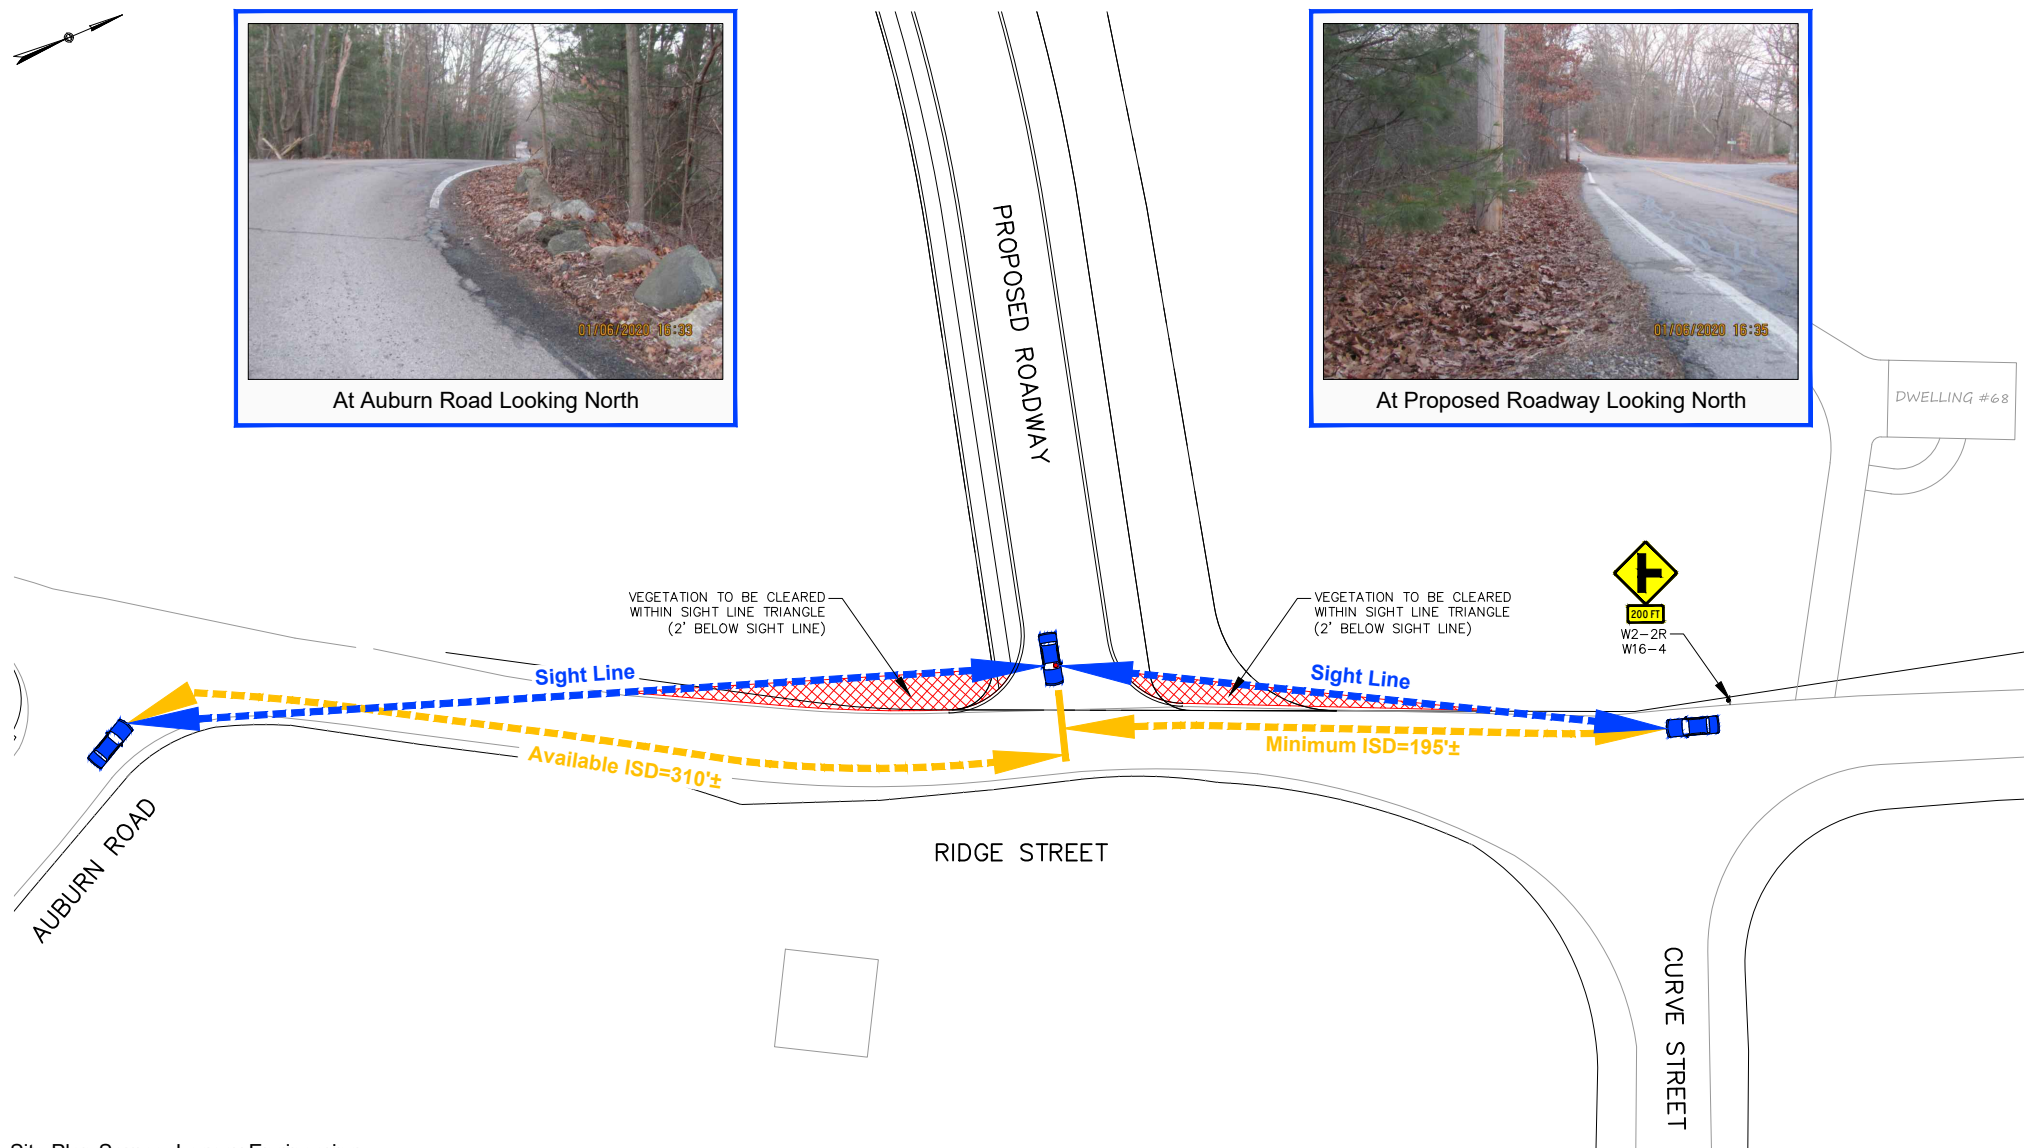 01/06/2020 16:33
At Auburn Road Looking North
01/06/2020 16:35
At Proposed Roadway Looking North
PROPOSED ROADWAY
DWELLING #68
VEGETATION TO BE CLEARED
WITHIN SIGHT LINE TRIANGLE
(2' BELOW SIGHT LINE)
VEGETATION TO BE CLEARED
WITHIN SIGHT LINE TRIANGLE
(2' BELOW SIGHT LINE)
200 FT
W2-2R
W16-4
Sight Line
Sight Line
Available ISD=310'±
Minimum ISD=195'±
AUBURN ROAD
RIDGE STREET
CURVE STREET